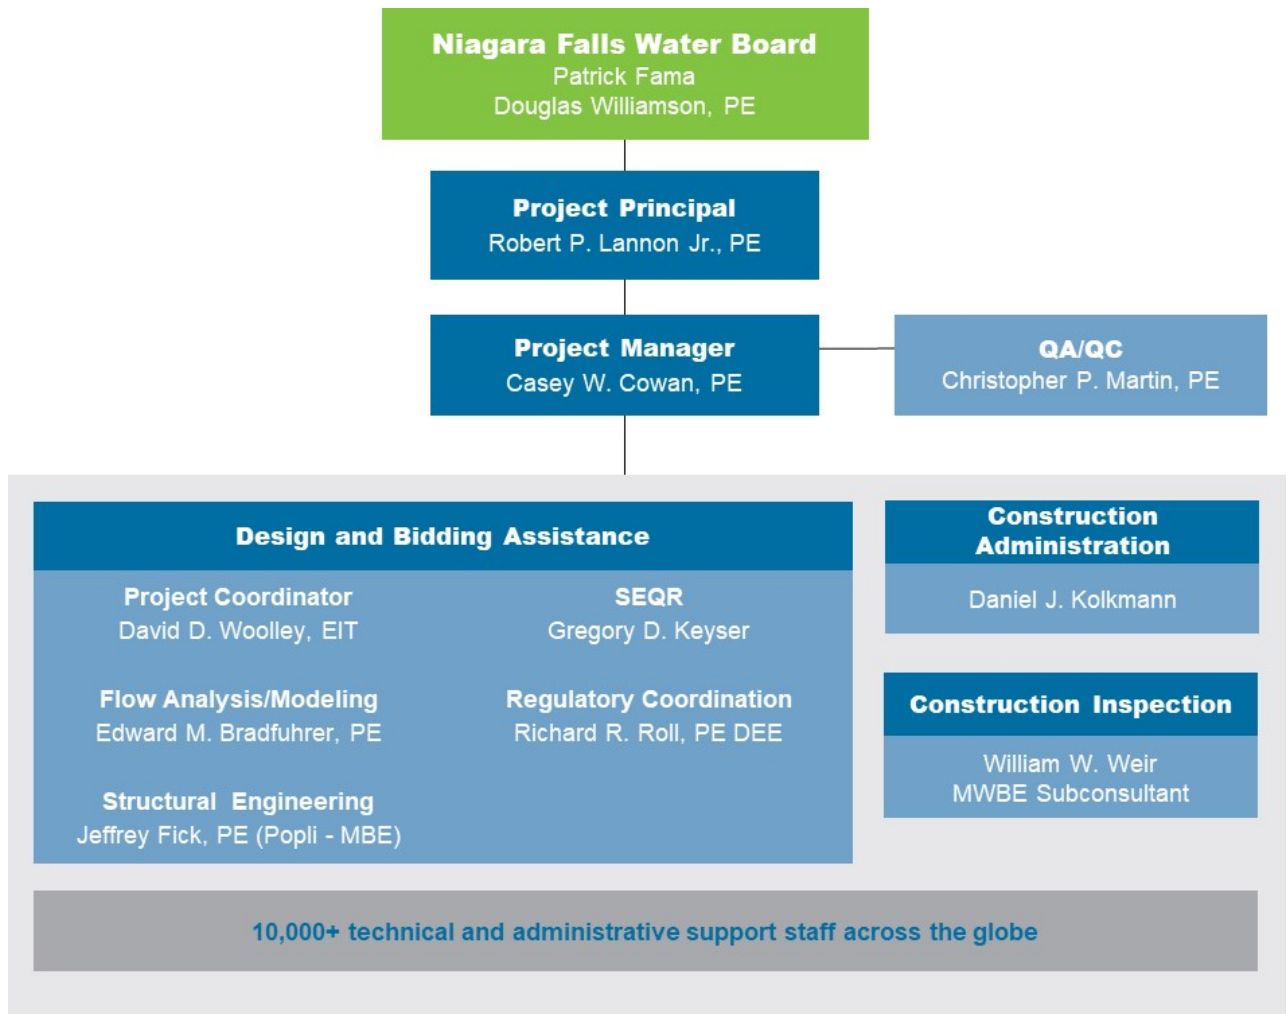 Niagara Falls Water Board
Patrick Fama
Douglas Williamson, PE
Project Principal
Robert P. Lannon Jr., PE
Project Manager
Casey W. Cowan, PE
QA/QC
Christopher P. Martin, PE
Design and Bidding Assistance
Project Coordinator
David D. Woolley, EIT
SEQR
Gregory D. Keyser
Flow Analysis/Modeling
Edward M. Bradfuhrer, PE
Regulatory Coordination
Richard R. Roll, PE DEE
Structural Engineering
Jeffrey Fick, PE (Popli - MBE)
Construction
Administration
Daniel J. Kolkmann
Construction Inspection
William W. Weir
MWBE Subconsultant
10,000+ technical and administrative support staff across the globe